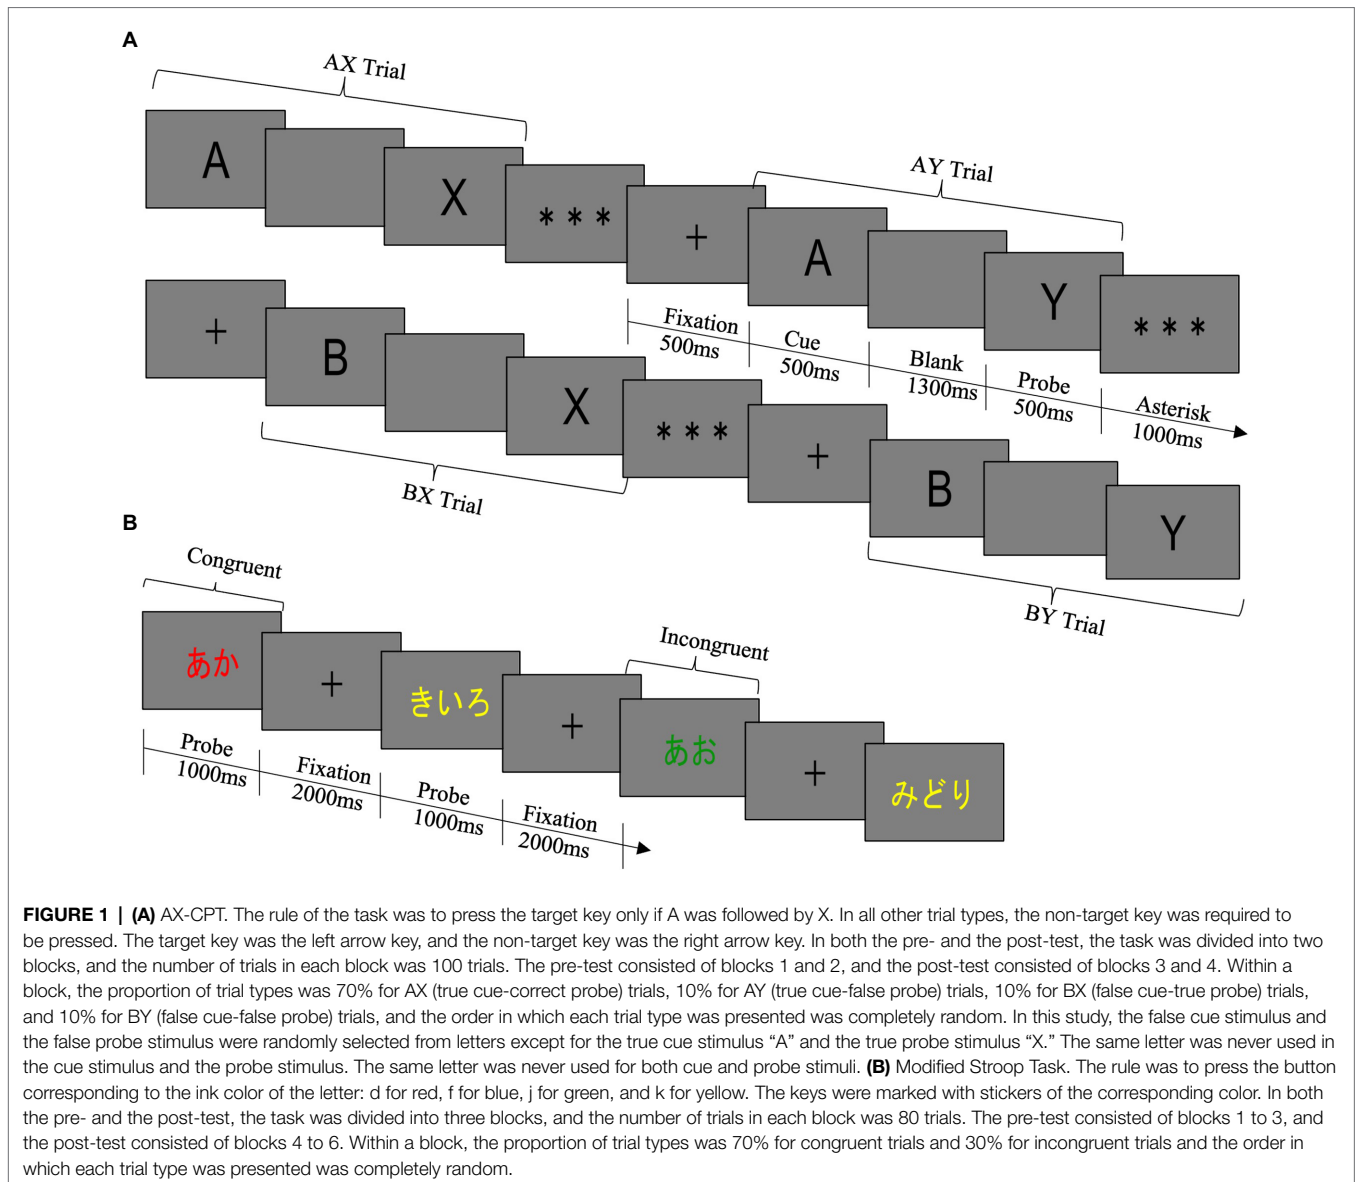 A
AX Trial
A
X
* * *
+
AY Trial
A
Y
* * *
Fixation
500ms
Cue
500ms
Blank
1300ms
Probe
500ms
Asterisk
1000ms
+
B
X
* * *
+
B
Y
BX Trial
BY Trial
B
Congruent
あか
+
きいろ
+
Incongruent
あお
+
みどり
Probe
1000ms
Fixation
2000ms
Probe
1000ms
Fixation
2000ms
FIGURE 1 | (A) AX-CPT. The rule of the task was to press the target key only if A was followed by X. In all other trial types, the non-target key was required to
be pressed. The target key was the left arrow key, and the non-target key was the right arrow key. In both the pre- and the post-test, the task was divided into two
blocks, and the number of trials in each block was 100 trials. The pre-test consisted of blocks 1 and 2, and the post-test consisted of blocks 3 and 4. Within a
block, the proportion of trial types was 70% for AX (true cue-correct probe) trials, 10% for AY (true cue-false probe) trials, 10% for BX (false cue-true probe) trials,
and 10% for BY (false cue-false probe) trials, and the order in which each trial type was presented was completely random. In this study, the false cue stimulus and
the false probe stimulus were randomly selected from letters except for the true cue stimulus “A” and the true probe stimulus “X.” The same letter was never used in
the cue stimulus and the probe stimulus. The same letter was never used for both cue and probe stimuli. (B) Modified Stroop Task. The rule was to press the button
corresponding to the ink color of the letter: d for red, f for blue, j for green, and k for yellow. The keys were marked with stickers of the corresponding color. In both
the pre- and the post-test, the task was divided into three blocks, and the number of trials in each block was 80 trials. The pre-test consisted of blocks 1 to 3, and
the post-test consisted of blocks 4 to 6. Within a block, the proportion of trial types was 70% for congruent trials and 30% for incongruent trials and the order in
which each trial type was presented was completely random.